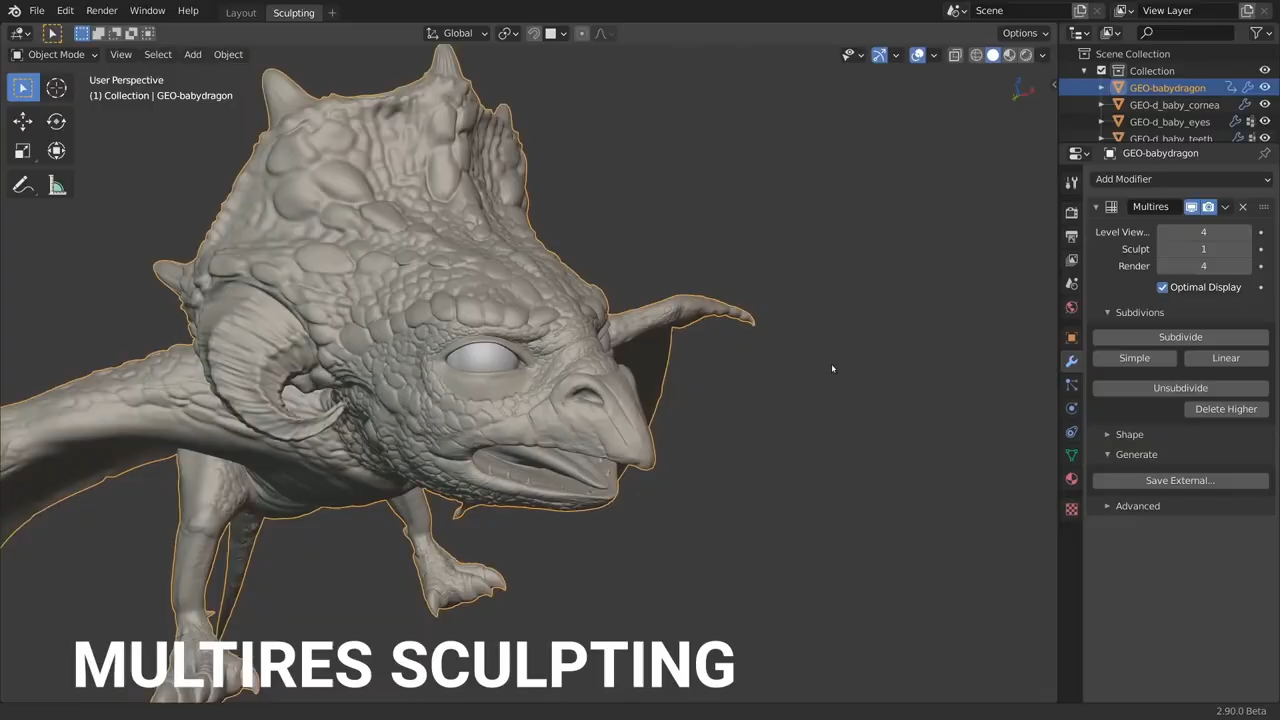 File Edit Render Window Help Layout Sculpting + Scene View Layer
Global Options
Object Mode View Select Add Object
User Perspective
(1) Collection | GEO-babydragon
Scene Collection
Collection
GEO-babydragon
GEO-d_baby_cornea
GEO-d_baby_eyes
GEO-d_baby_teeth
GEO-babydragon
Add Modifier
Multires
Level View... 4
Sculpt 1
Render 4
Optimal Display
Subdivions
Subdivide
Simple Linear
Unsubdivide
Delete Higher
Shape
Generate
Save External...
Advanced
MULTIRES SCULPTING
2.90.0 Beta